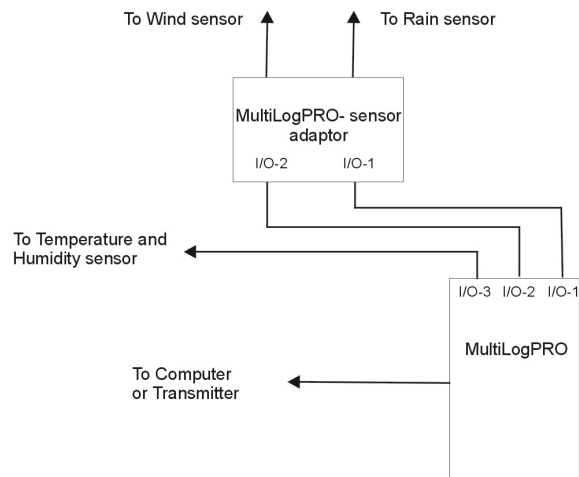 To Wind sensor
To Rain sensor
MultiLogPRO- sensor
adaptor
I/O-2
I/O-1
To Temperature and
Humidity sensor
I/O-3
I/O-2
I/O-1
MultiLogPRO
To Computer
or Transmitter